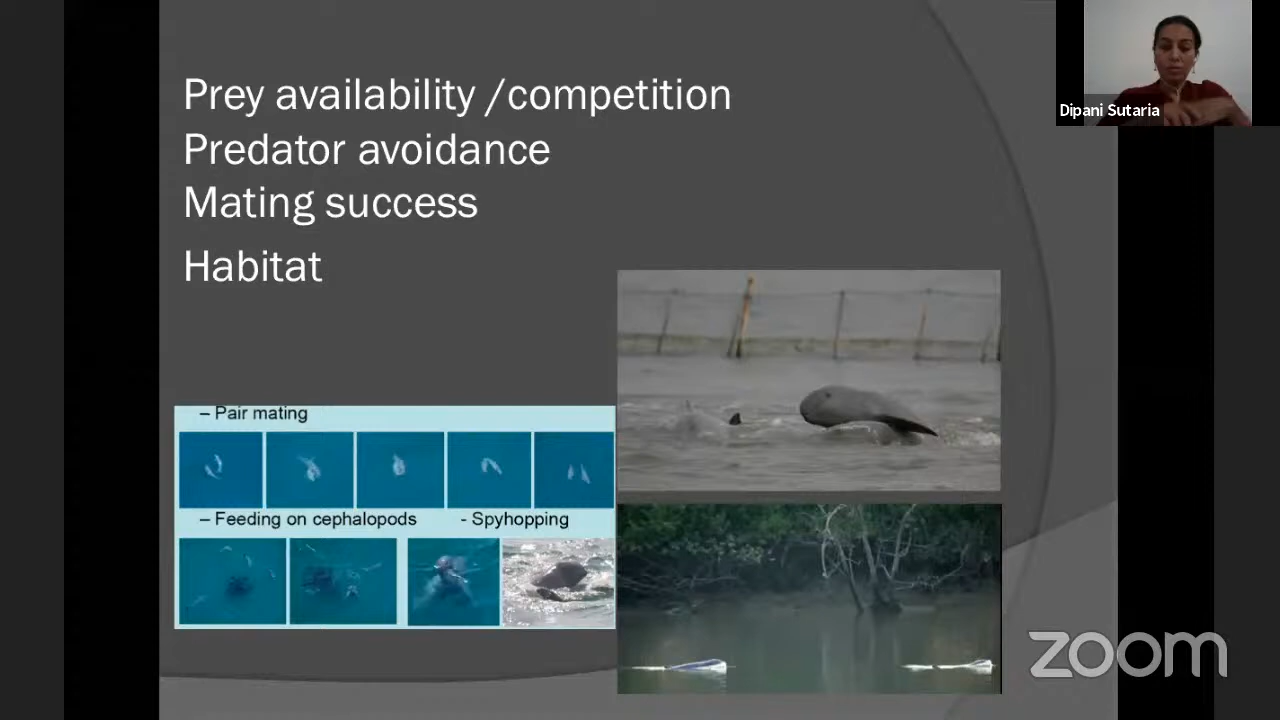 Prey availability /competition
Predator avoidance
Mating success
Habitat
– Pair mating
– Feeding on cephalopods - Spyhopping
Dipani Sutaria
zoom